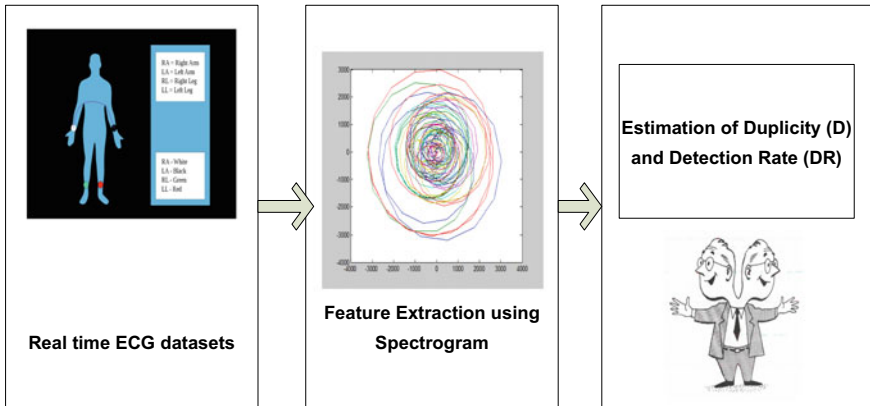 RA = Right Arm
LA = Left Arm
RL = Right Leg
LL = Left Leg
RA - White
LA - Black
RL - Green
LL - Red
Real time ECG datasets
3000
2000
1000
0
-1000
-2000
-3000
-4000
-4000 -3000 -2000 -1000 0 1000 2000 3000 4000
Feature Extraction using
Spectrogram
Estimation of Duplicity (D)
and Detection Rate (DR)